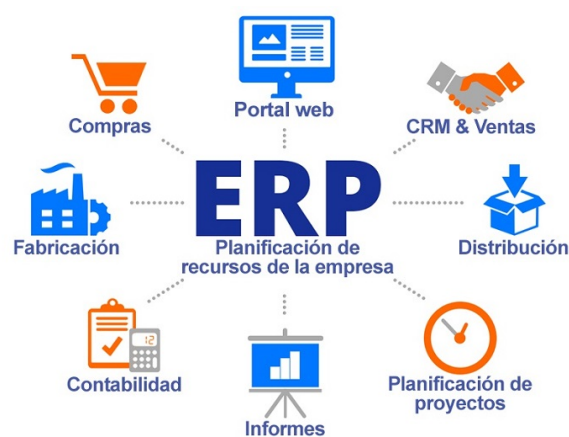 Portal web
Compras
CRM & Ventas
ERP
Planificación de
recursos de la empresa
Fabricación
Distribución
12
Contabilidad
Informes
Planificación de
proyectos